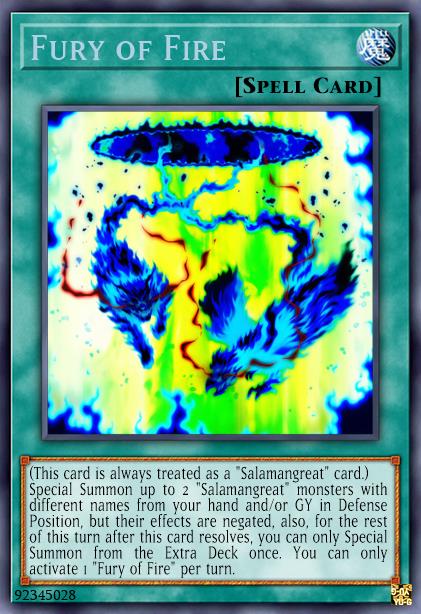 FURY OF FIRE
魔
[SPELL CARD]
(This card is always treated as a "Salamangreat" card.)
Special Summon up to 2 "Salamangreat" monsters with
different names from your hand and/or GY in Defense
Position, but their effects are negated, also, for the rest
of this turn after this card resolves, you can only Special
Summon from the Extra Deck once. You can only
activate 1 "Fury of Fire" per turn.
92345028